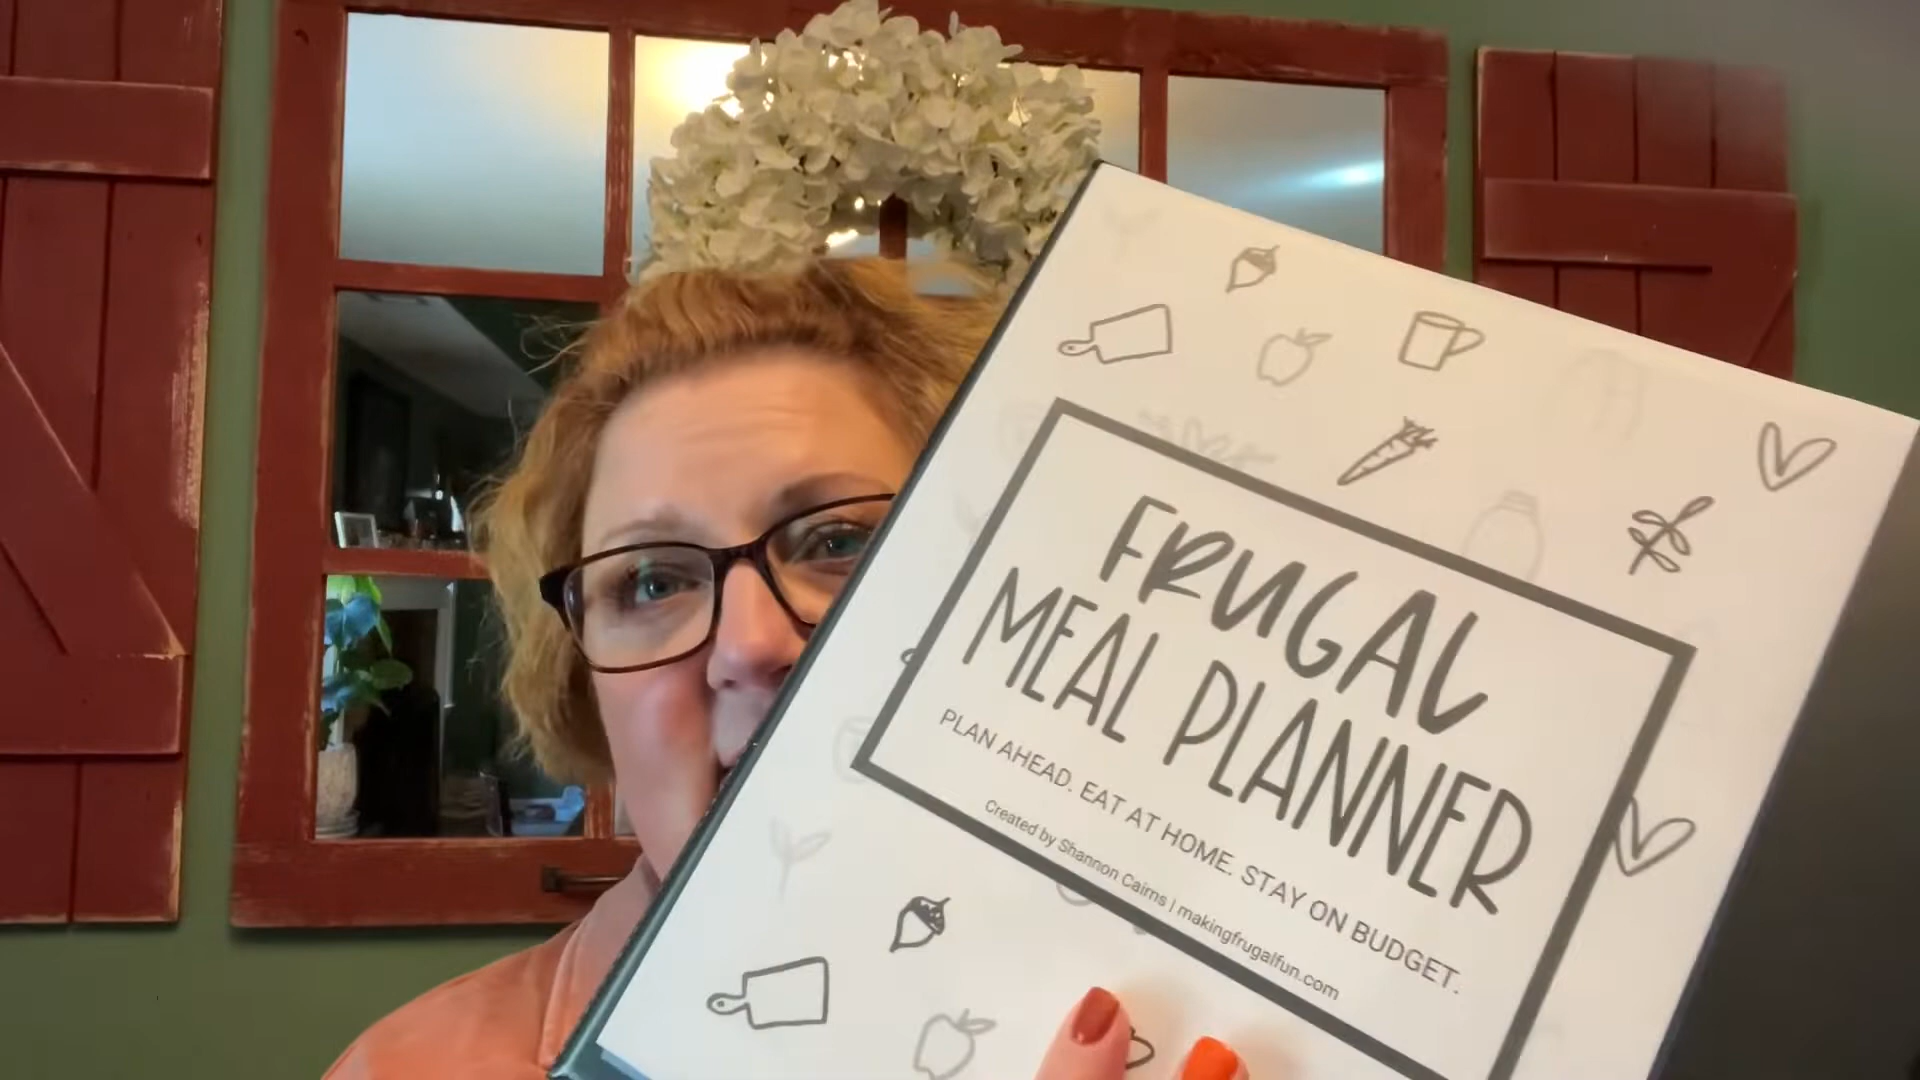 FRUGAL
MEAL PLANNER
PLAN AHEAD. EAT AT HOME. STAY ON BUDGET.
Created by Shannon Cairns | makingfrugalfun.com